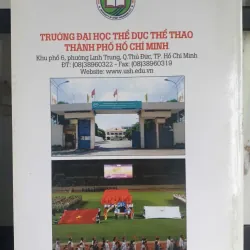 TRƯỜNG ĐẠI HỌC THỂ DỤC THỂ THAO
THÀNH PHỐ HỒ CHÍ MINH
Khu phố 6, phường Linh Trung, Q.Thủ Đức, TP. Hồ Chí Minh
ĐT: (08)38960322 - Fax: (08)38960319
Website: www.ush.edu.vn